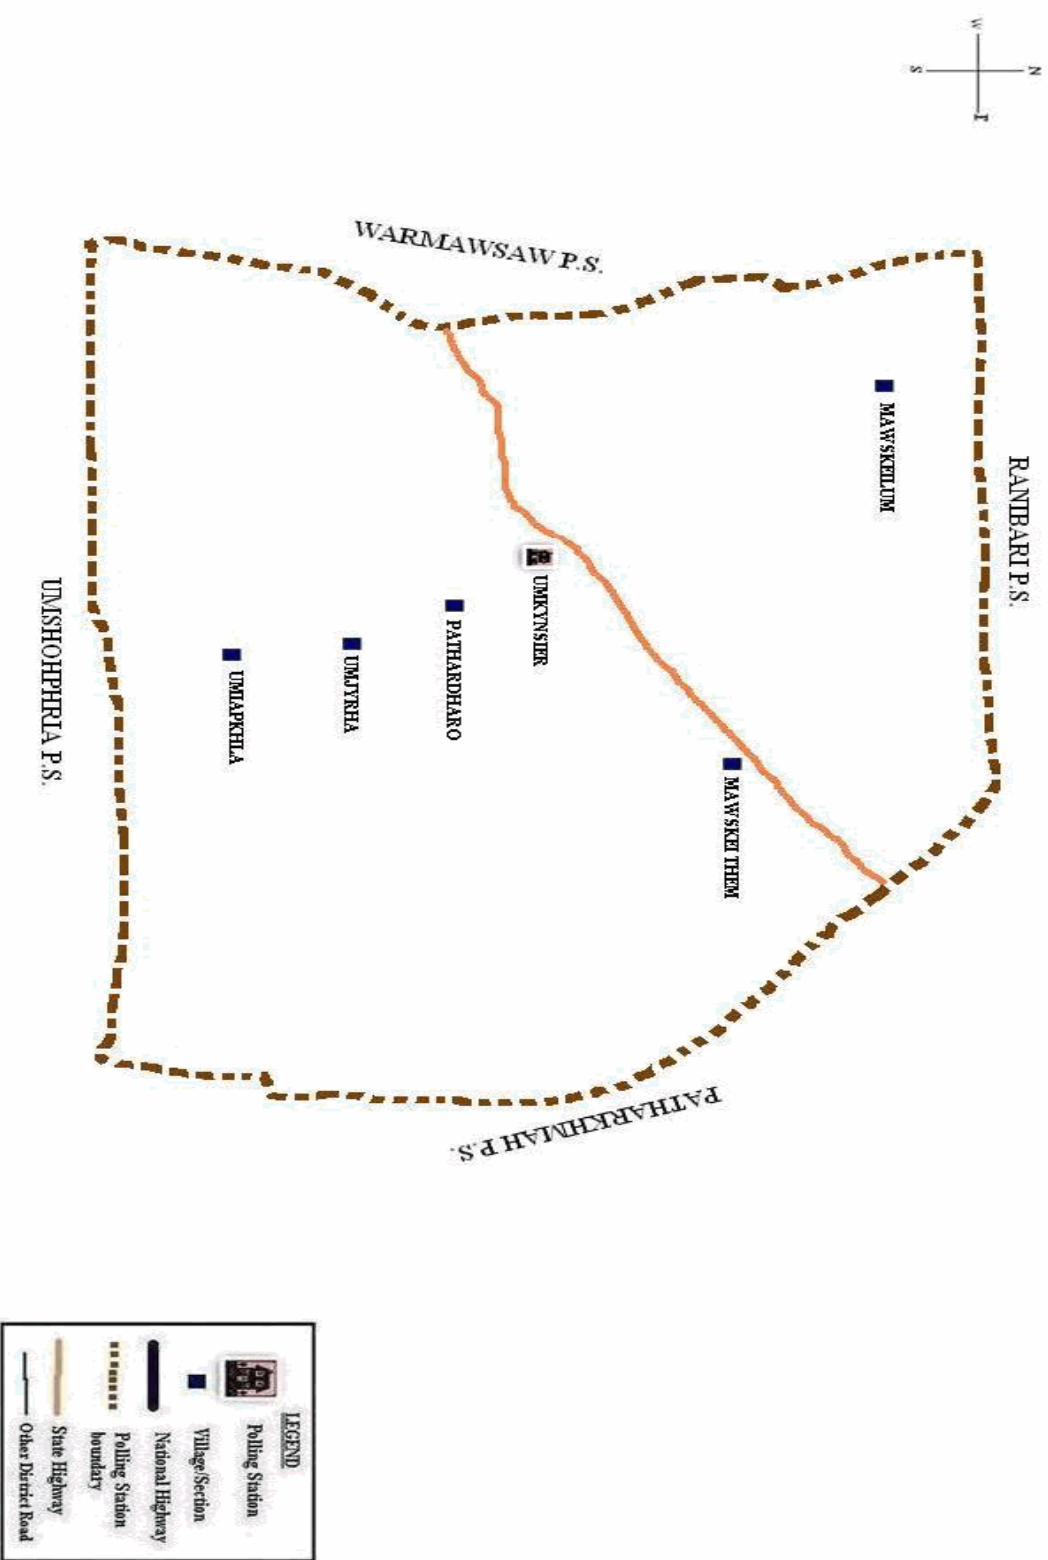 N
W
E
S
RANIBARI P.S.
WARMAWSAW P.S.
MAWSKEILUM
MAWSKEI THEM
UMKYNSIER
PATHARDHARO
UMJYRHA
UMIAPKHLA
PATHARKHMAH P.S.
UMSHOHPHRIA P.S.
LEGEND
Polling Station
Village/Section
National Highway
Polling Station
boundary
State Highway
Other District Road